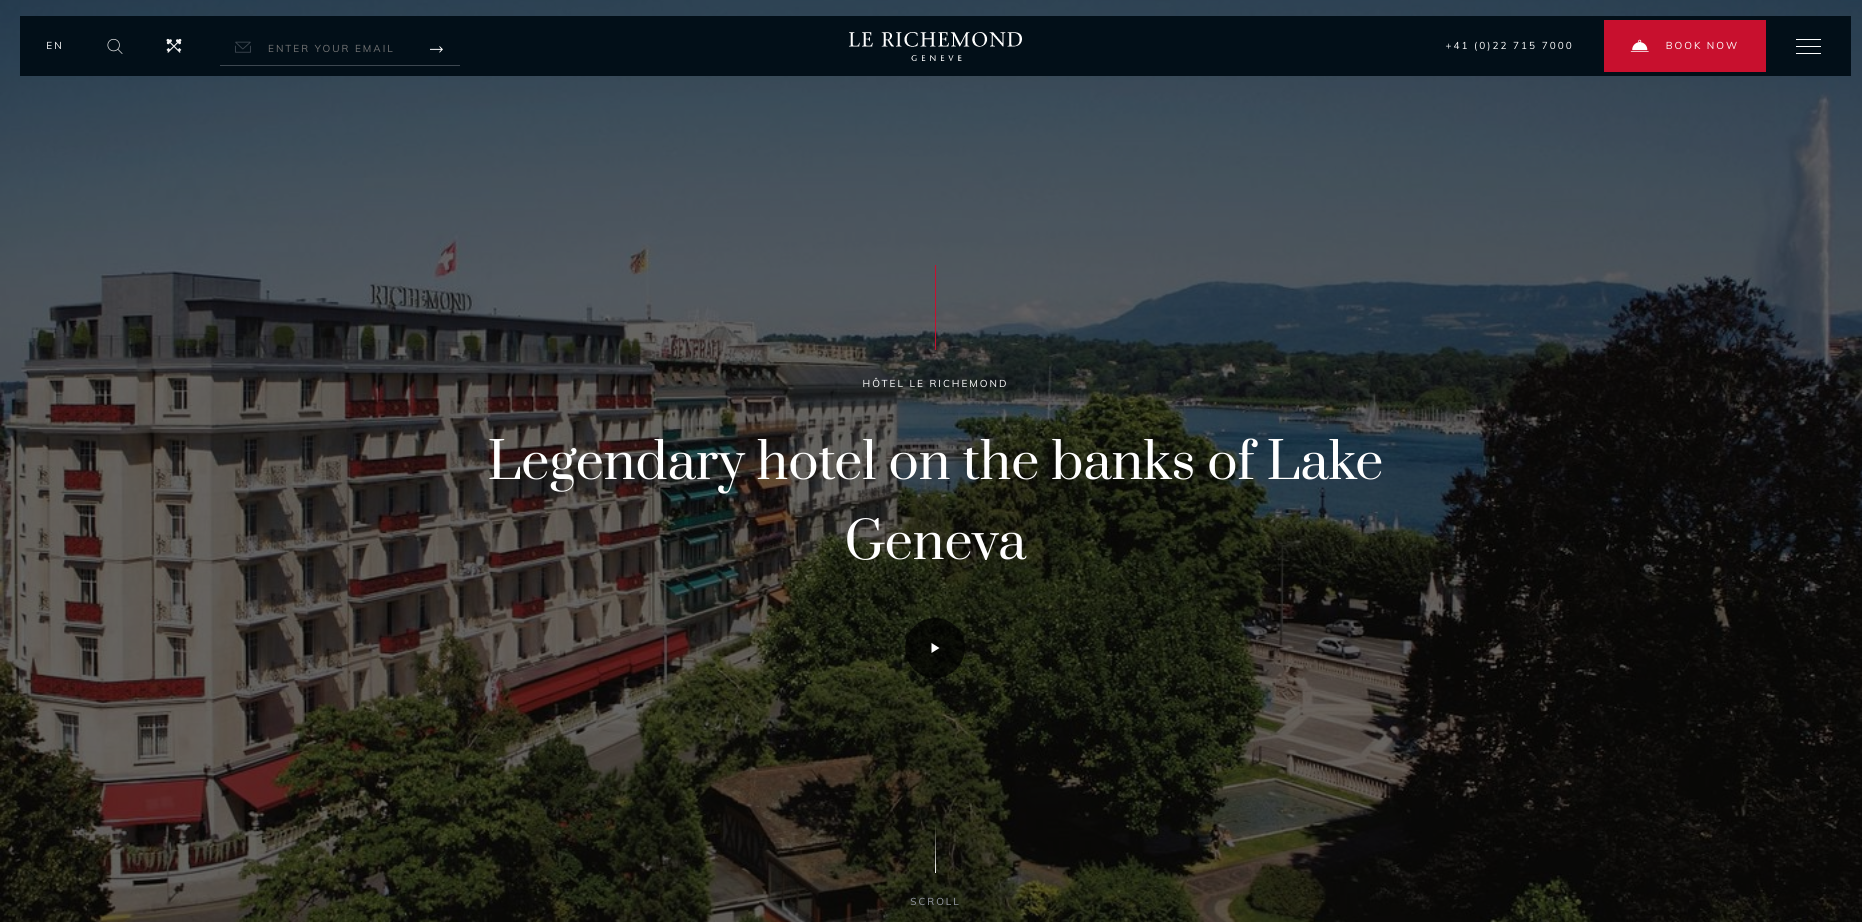 EN
ENTER YOUR EMAIL
LE RICHEMOND
GENEVE
+41 (0)22 715 7000
BOOK NOW
RICHEMOND
HÔTEL LE RICHEMOND
Legendary hotel on the banks of Lake
Geneva
SCROLL